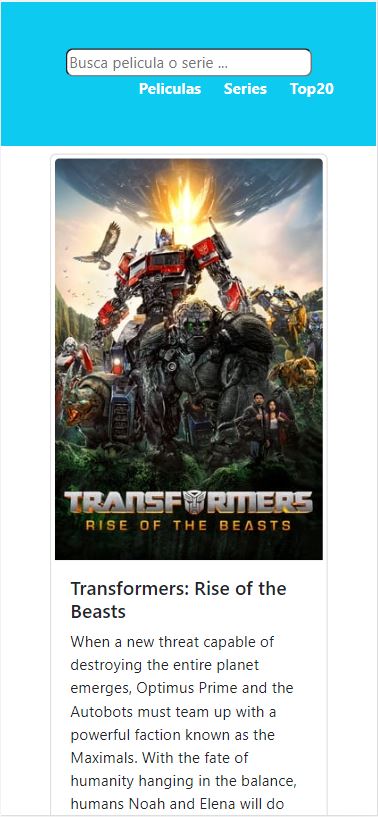 Busca pelicula o serie ...
Peliculas Series Top20
TRANSFORMERS
RISE OF THE BEASTS
Transformers: Rise of the
Beasts
When a new threat capable of
destroying the entire planet
emerges, Optimus Prime and the
Autobots must team up with a
powerful faction known as the
Maximals. With the fate of
humanity hanging in the balance,
humans Noah and Elena will do